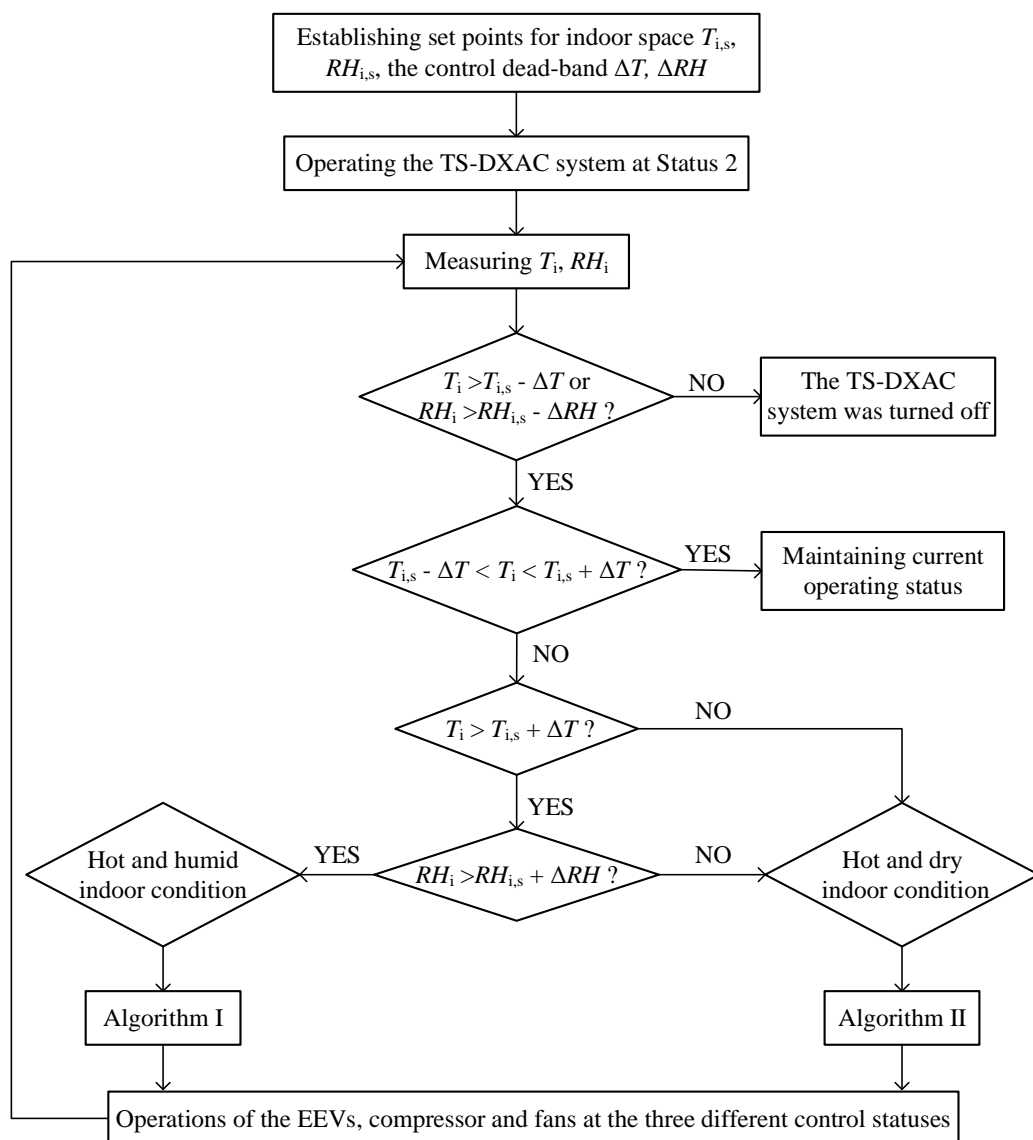 Establishing set points for indoor space Ti,s,
RHi,s, the control dead-band ΔT, ΔRH
Operating the TS-DXAC system at Status 2
Measuring Ti, RHi
Ti >Ti,s - ΔT or
RHi >RHi,s - ΔRH ?
NO
The TS-DXAC
system was turned off
YES
Ti,s - ΔT < Ti < Ti,s + ΔT ?
YES
Maintaining current
operating status
NO
Ti > Ti,s + ΔT ?
NO
YES
Hot and humid
indoor condition
YES
RHi >RHi,s + ΔRH ?
NO
Hot and dry
indoor condition
Algorithm I
Algorithm II
Operations of the EEVs, compressor and fans at the three different control statuses